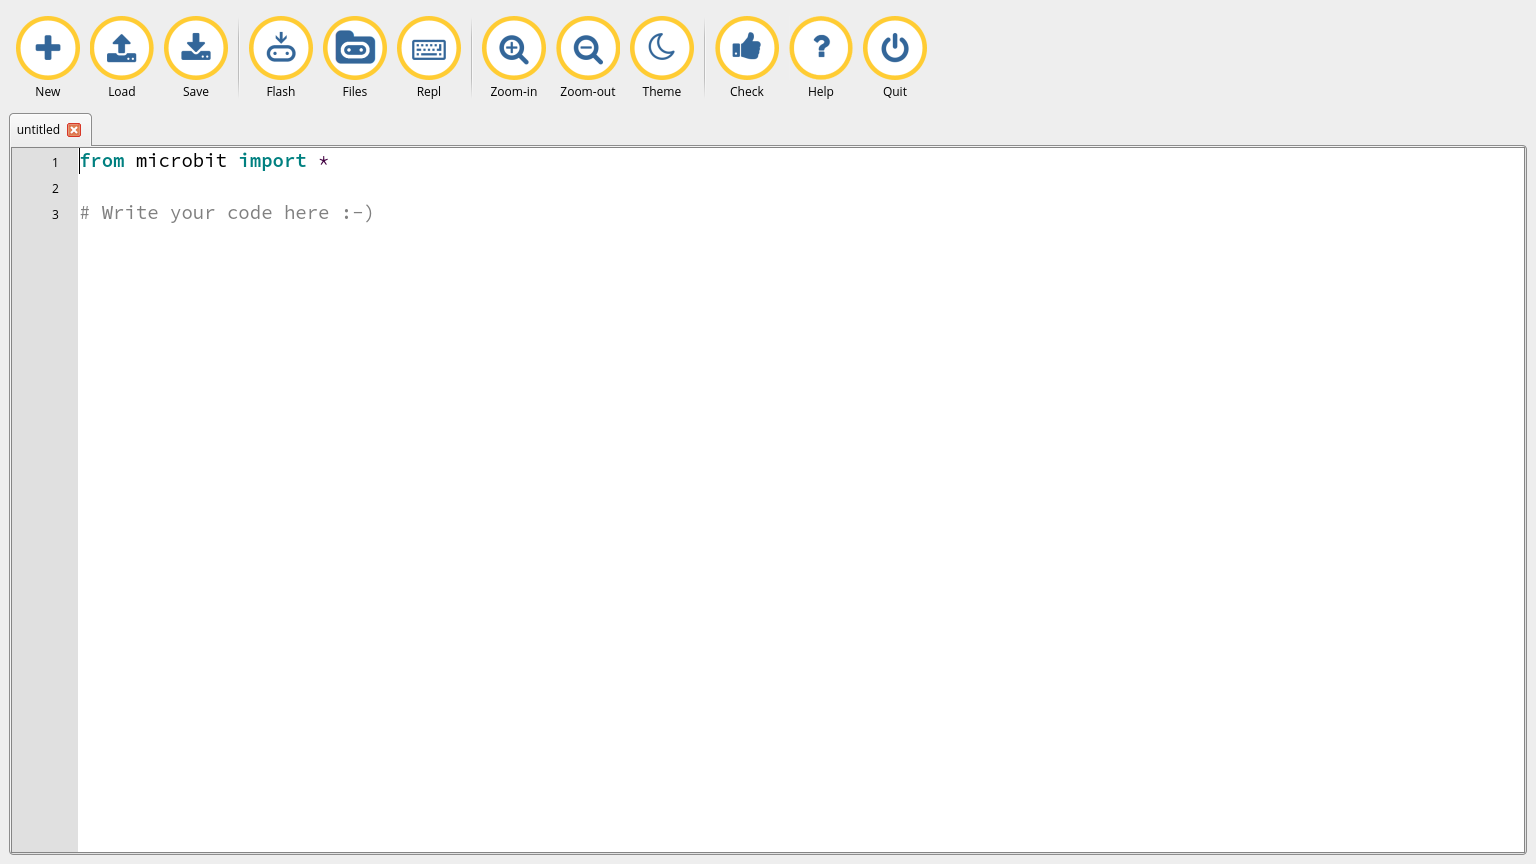 New Load Save Flash Files Repl Zoom-in Zoom-out Theme Check Help Quit
untitled
1 from microbit import *
2
3 # Write your code here :-)